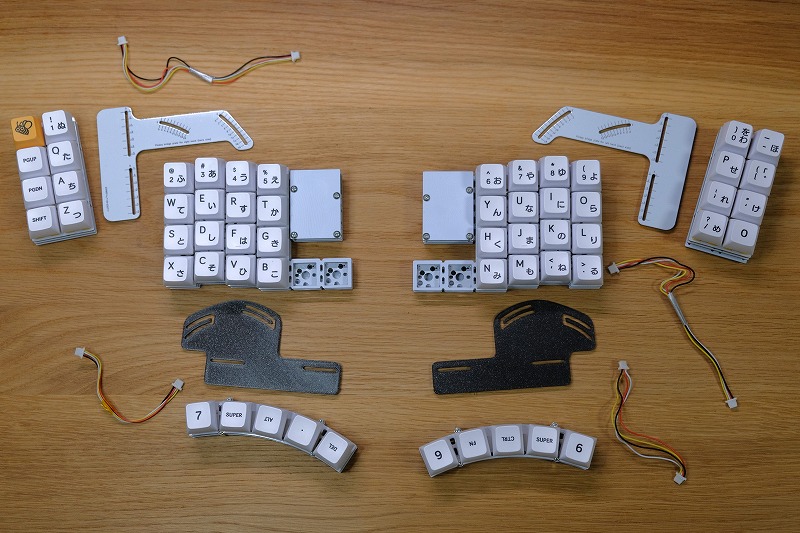 ! 1 ぬ
PGUP
Q た
PGDN
A ち
SHIFT
Z っ
@ 2 ふ
# 3 あ
$ 4 う
% 5 え
W て
E い
R す
T か
S と
D し
F は
G き
X さ
C そ
V ひ
B こ
^ 6 お
& 7 や
* 8 ゆ
( 9 よ
Y ん
U な
I に
O ら
H く
J ま
K の
L り
N み
M も
< , ね
> . る
) 0 を わ
- ほ
P せ
[ 「
れ
; け
? / め
O
7
SUPER
ALT
.
DEL
9
FN
CTRL
SUPER
6